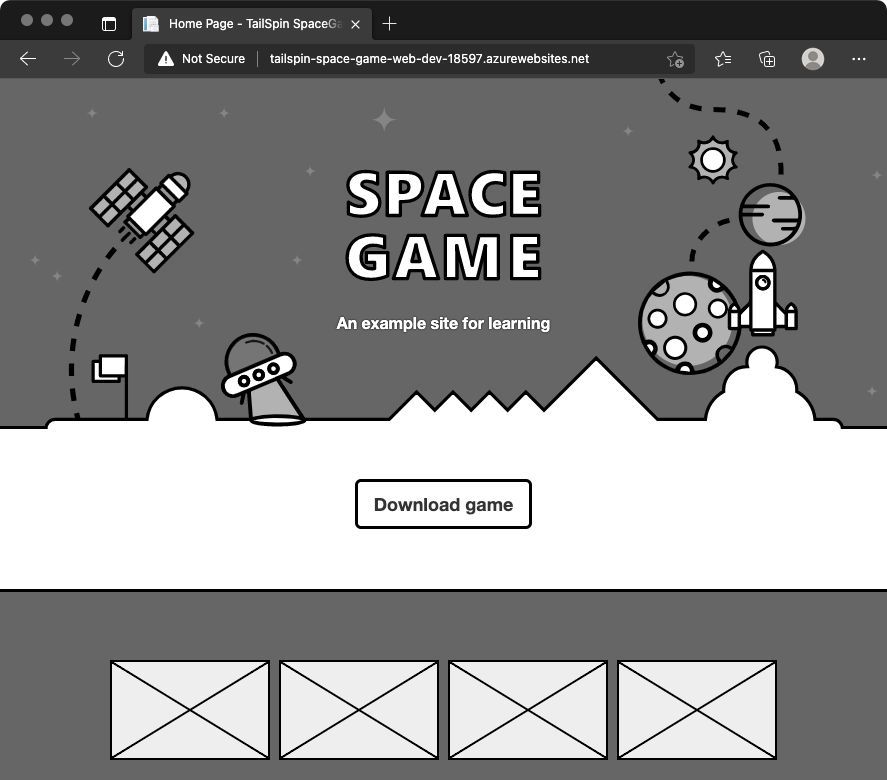 Home Page - TailSpin SpaceGa
Not Secure
tailspin-space-game-web-dev-18597.azurewebsites.net
SPACE
GAME
An example site for learning
Download game